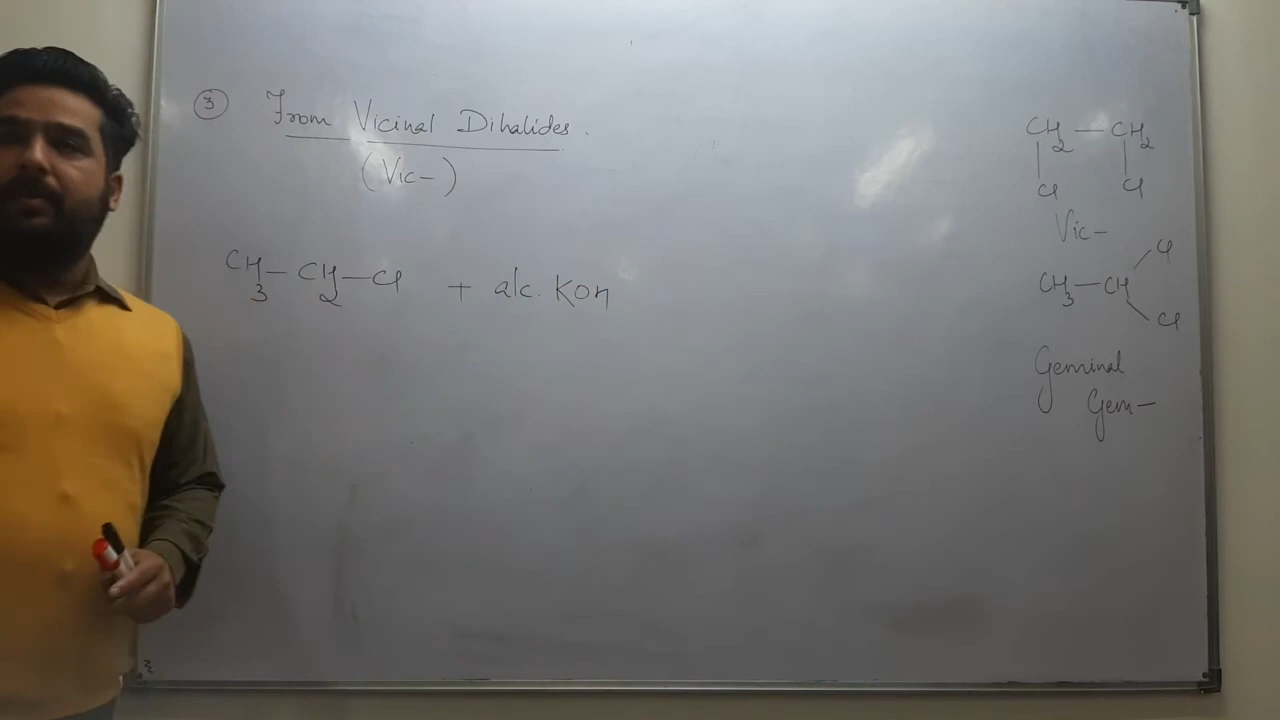 ③ From Vicinal Dihalides.
(Vic-)
CH3-CH2-Cl + alc. KOH
CH2-CH2
Cl Cl
Vic-
Cl
CH3-CH
Cl
Geminal
Gem-